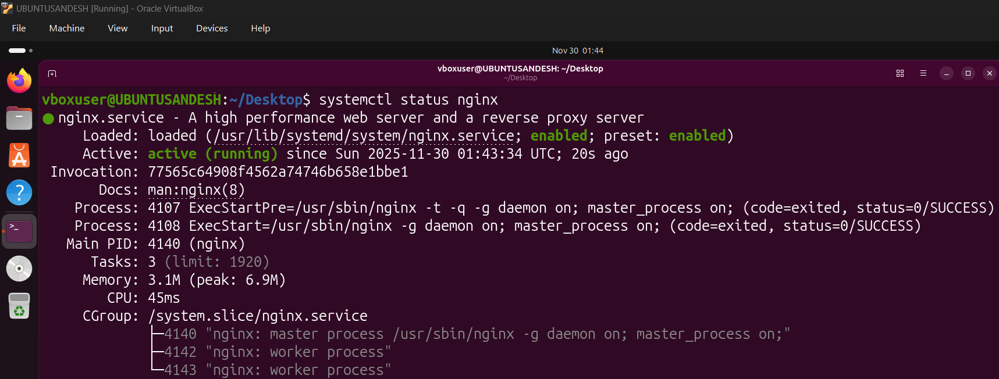 UBUNTUSANDESH [Running] - Oracle VirtualBox
File Machine View Input Devices Help
Nov 30 01:44
vboxuser@UBUNTUSANDESH: ~/Desktop
~/Desktop
vboxuser@UBUNTUSANDESH:~/Desktop$ systemctl status nginx
● nginx.service - A high performance web server and a reverse proxy server
Loaded: loaded (/usr/lib/systemd/system/nginx.service; enabled; preset: enabled)
Active: active (running) since Sun 2025-11-30 01:43:34 UTC; 20s ago
Invocation: 77565c64908f4562a74746b658e1bbe1
Docs: man:nginx(8)
Process: 4107 ExecStartPre=/usr/sbin/nginx -t -q -g daemon on; master_process on; (code=exited, status=0/SUCCESS)
Process: 4108 ExecStart=/usr/sbin/nginx -g daemon on; master_process on; (code=exited, status=0/SUCCESS)
Main PID: 4140 (nginx)
Tasks: 3 (limit: 1920)
Memory: 3.1M (peak: 6.9M)
CPU: 45ms
CGroup: /system.slice/nginx.service
├─4140 "nginx: master process /usr/sbin/nginx -g daemon on; master_process on;"
├─4142 "nginx: worker process"
└─4143 "nginx: worker process"